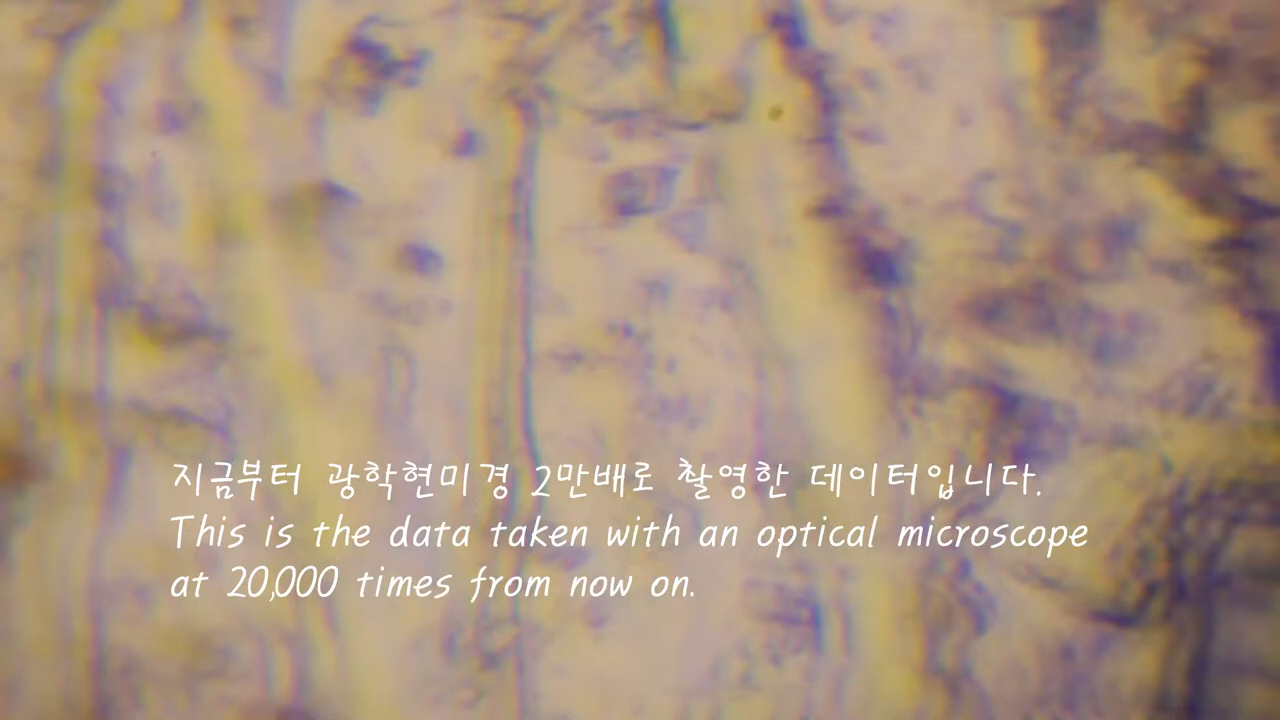 지금부터 광학현미경 2만배로 촬영한 데이터입니다.
This is the data taken with an optical microscope
at 20,000 times from now on.